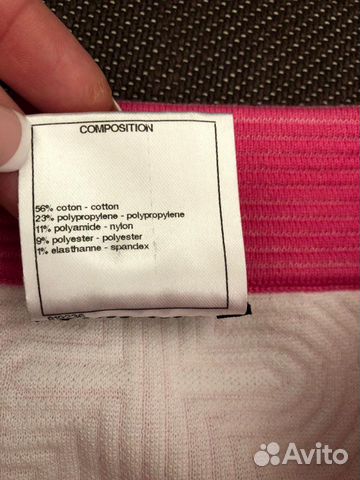 COMPOSITION
56% coton - cotton
23% polypropylene - polypropylene
11% polyamide - nylon
9% polyester - polyester
1% elasthanne - spandex
Avito